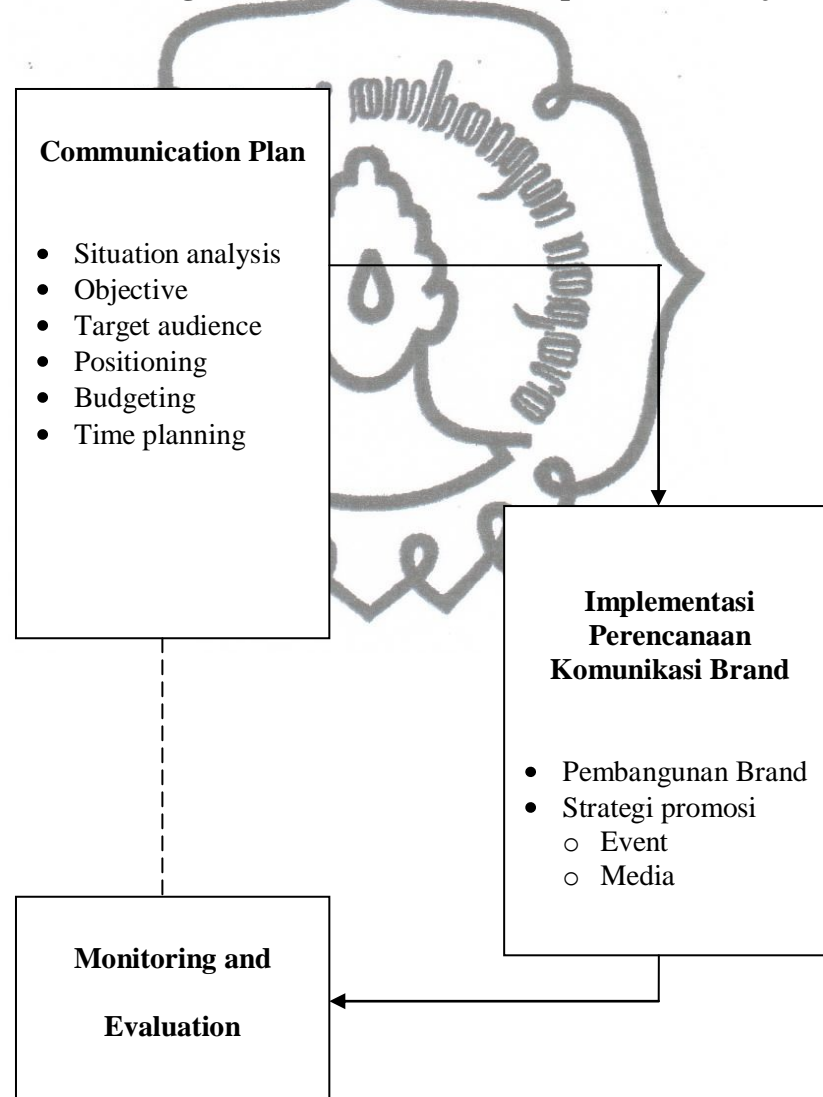 Communication Plan
• Situation analysis
• Objective
• Target audience
• Positioning
• Budgeting
• Time planning
Implementasi
Perencanaan
Komunikasi Brand
• Pembangunan Brand
• Strategi promosi
o Event
o Media
Monitoring and
Evaluation